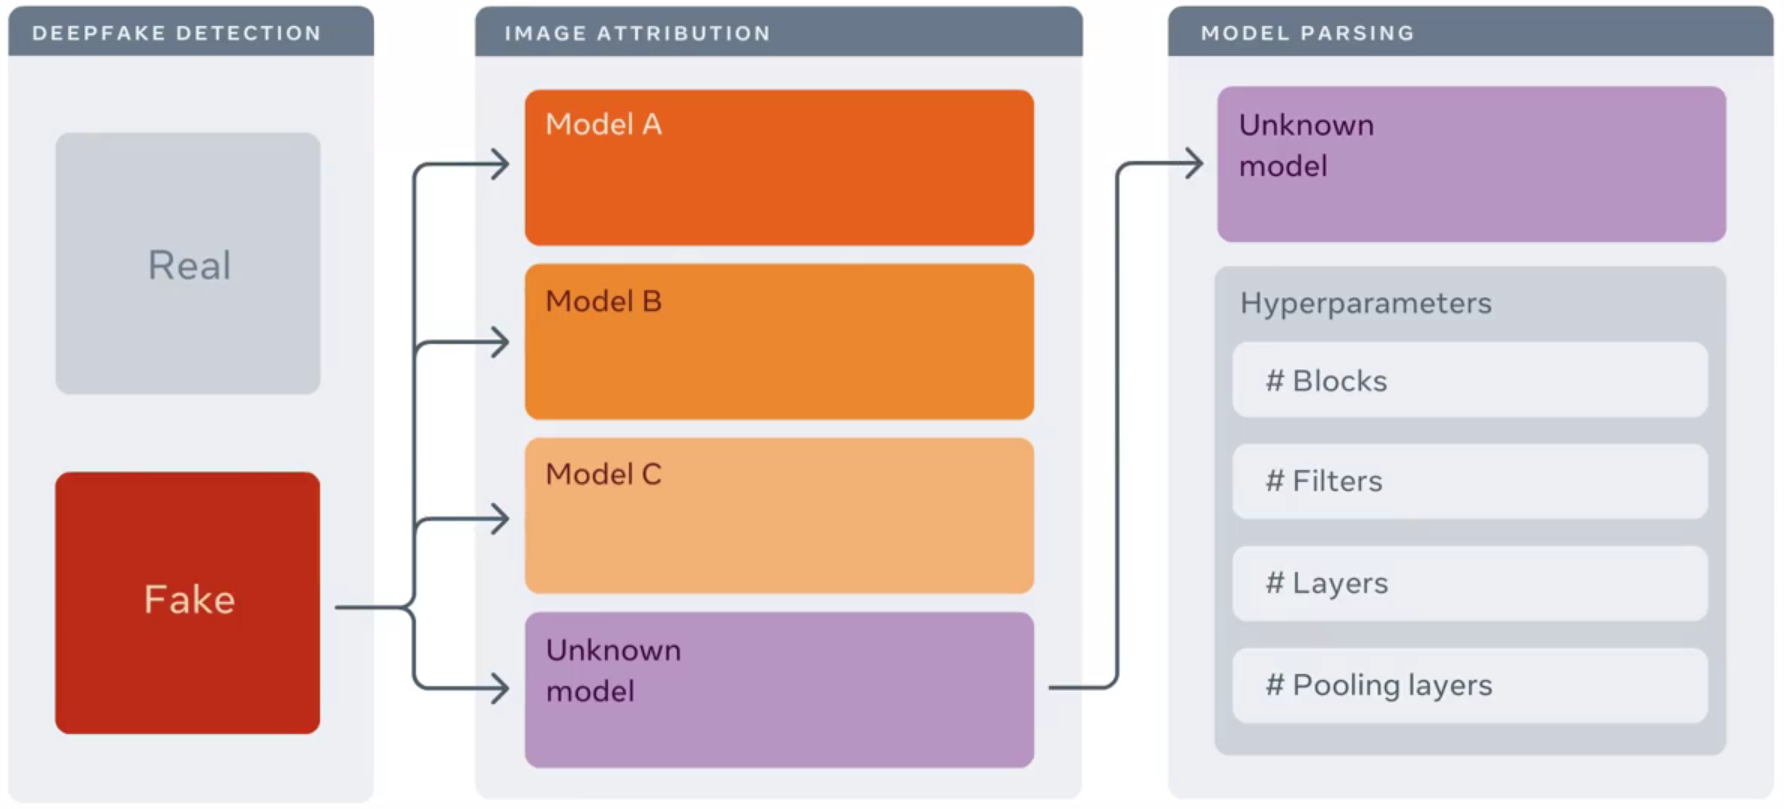 DEEPFAKE DETECTION
Real
Fake
IMAGE ATTRIBUTION
Model A
Model B
Model C
Unknown
model
MODEL PARSING
Unknown
model
Hyperparameters
# Blocks
# Filters
# Layers
# Pooling layers